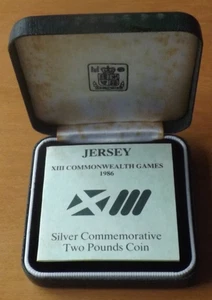 JERSEY
XIII COMMONWEALTH GAMES
1986
Silver Commemorative
Two Pounds Coin